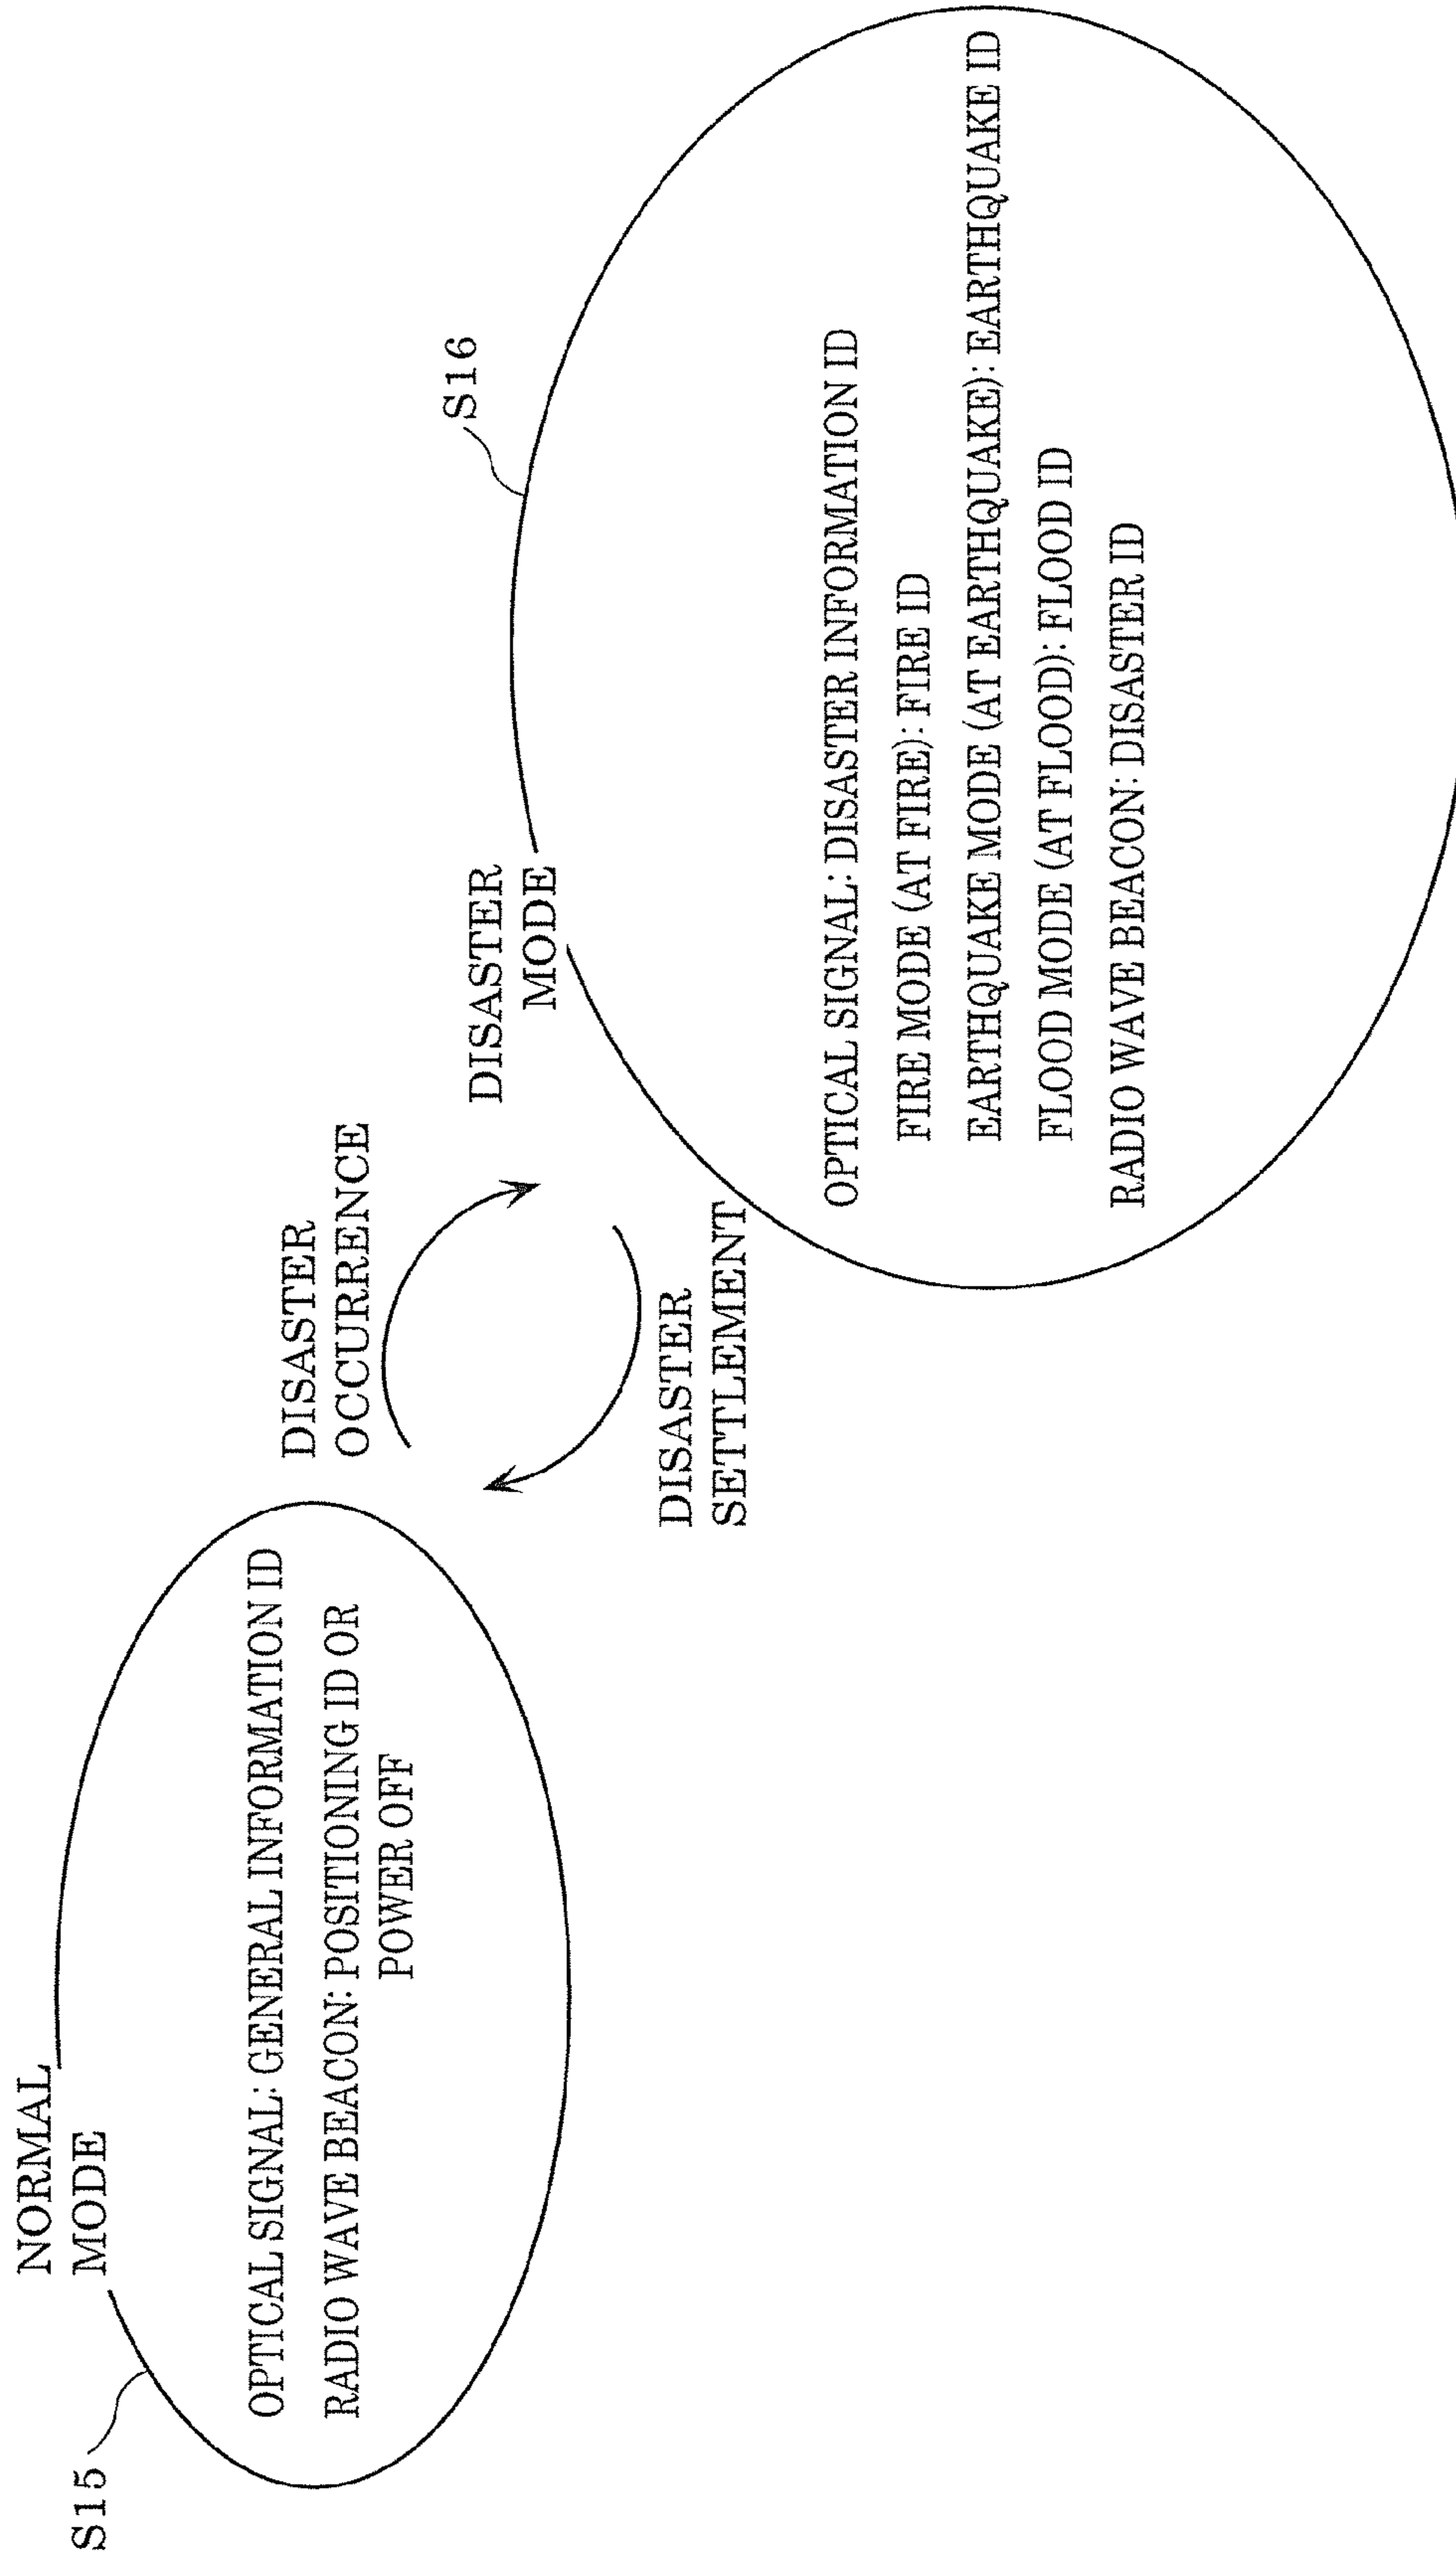 S15
NORMAL
MODE
OPTICAL SIGNAL: GENERAL INFORMATION ID
RADIO WAVE BEACON: POSITIONING ID OR
POWER OFF
DISASTER
OCCURRENCE
DISASTER
SETTLEMENT
DISASTER
MODE
S16
OPTICAL SIGNAL: DISASTER INFORMATION ID
FIRE MODE (AT FIRE): FIRE ID
EARTHQUAKE MODE (AT EARTHQUAKE): EARTHQUAKE ID
FLOOD MODE (AT FLOOD): FLOOD ID
RADIO WAVE BEACON: DISASTER ID